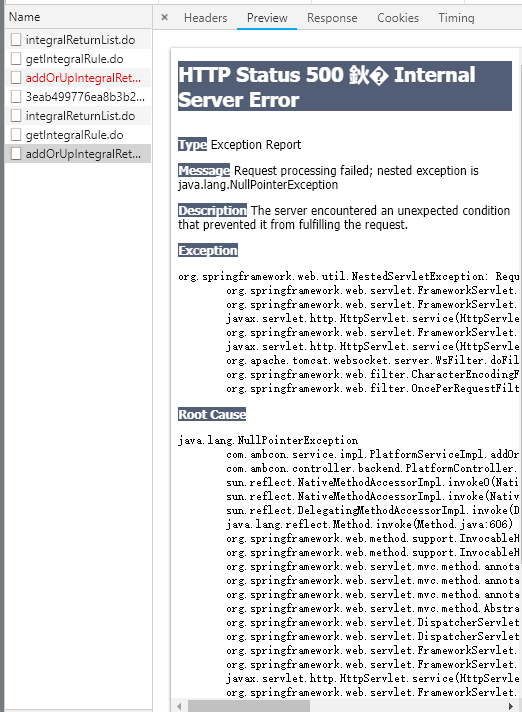 Name
integralReturnList.do
getIntegralRule.do
addOrUpIntegralRet...
3eab499776ea8b3b2...
integralReturnList.do
getIntegralRule.do
addOrUpIntegralRet...
× Headers Preview Response Cookies Timing
HTTP Status 500 鈥� Internal
Server Error
Type Exception Report
Message Request processing failed; nested exception is
java.lang.NullPointerException
Description The server encountered an unexpected condition
that prevented it from fulfilling the request.
Exception
org.springframework.web.util.NestedServletException: Requ
org.springframework.web.servlet.FrameworkServlet.
org.springframework.web.servlet.FrameworkServlet.
javax.servlet.http.HttpServlet.service(HttpServle
org.springframework.web.servlet.FrameworkServlet.
javax.servlet.http.HttpServlet.service(HttpServle
org.apache.tomcat.websocket.server.WsFilter.doFil
org.springframework.web.filter.CharacterEncodingF
org.springframework.web.filter.OncePerRequestFilt
Root Cause
java.lang.NullPointerException
com.ambcon.service.impl.PlatformServiceImpl.addOr
com.ambcon.controller.backend.PlatformController.
sun.reflect.NativeMethodAccessorImpl.invoke0(Nati
sun.reflect.NativeMethodAccessorImpl.invoke(Nativ
sun.reflect.DelegatingMethodAccessorImpl.invoke(D
java.lang.reflect.Method.invoke(Method.java:606)
org.springframework.web.method.support.InvocableH
org.springframework.web.method.support.InvocableH
org.springframework.web.servlet.mvc.method.annota
org.springframework.web.servlet.mvc.method.annota
org.springframework.web.servlet.mvc.method.annota
org.springframework.web.servlet.mvc.method.Abstra
org.springframework.web.servlet.DispatcherServlet
org.springframework.web.servlet.DispatcherServlet
org.springframework.web.servlet.FrameworkServlet.
org.springframework.web.servlet.FrameworkServlet.
javax.servlet.http.HttpServlet.service(HttpServle
org.springframework.web.servlet.FrameworkServlet.